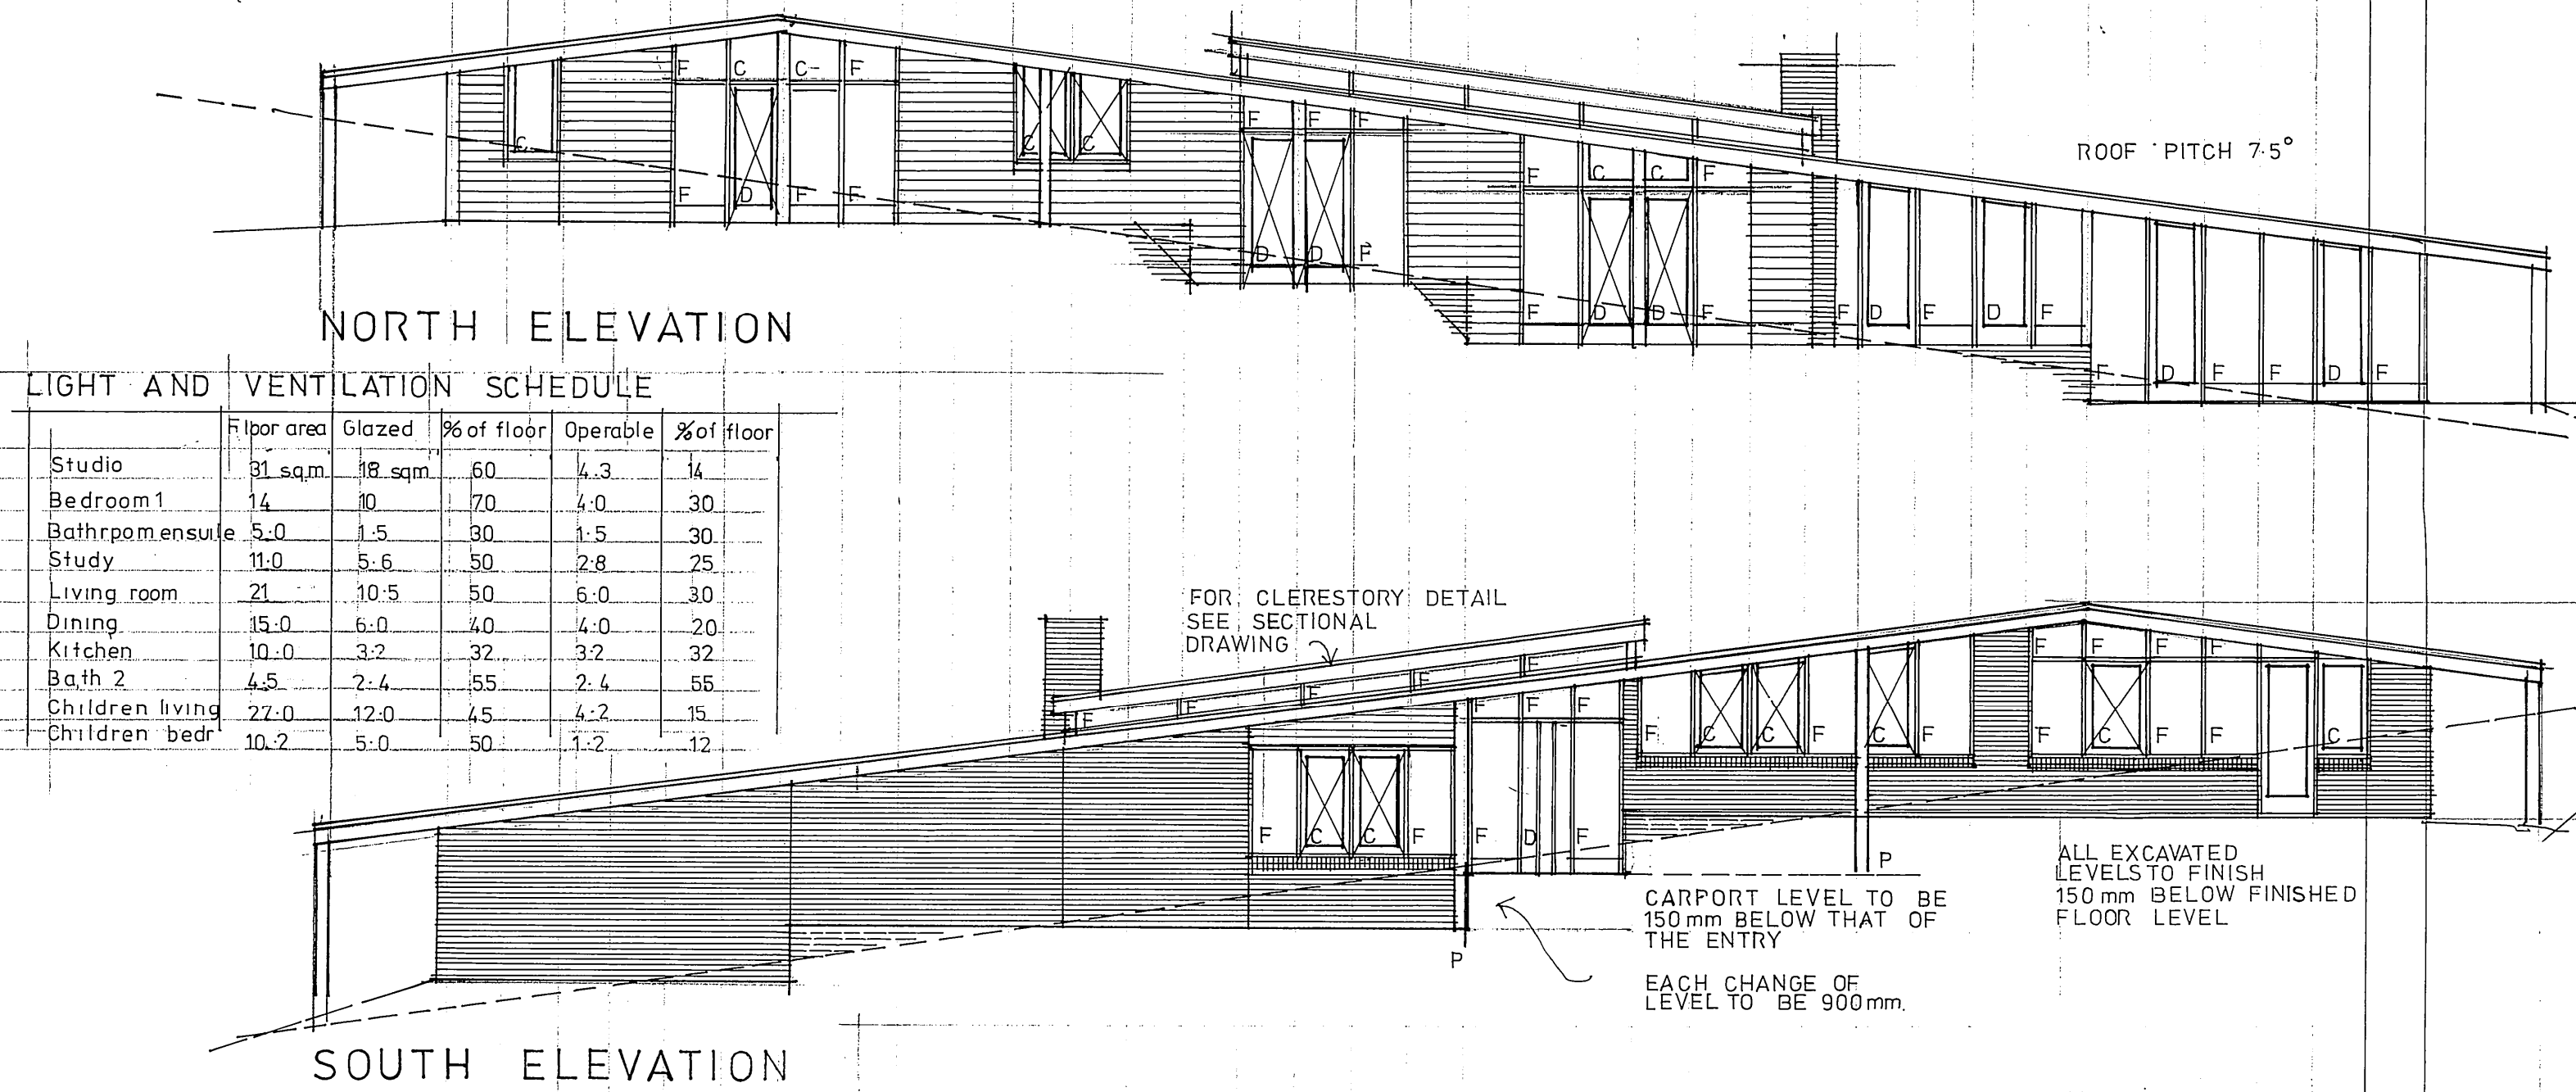 F C C- F
C
C C
F F F
ROOF PITCH 7·5°
F C C F
F D F F
D D F
F D D F F D F D F
F D F F D F
NORTH ELEVATION
LIGHT AND VENTILATION SCHEDULE
Floor area Glazed % of floor Operable % of floor
Studio 31 sq.m 18 sqm 60 4.3 14
Bedroom 1 14 10 70 4·0 30
Bathrpom ensuite 5·0 1·5 30 1·5 30
Study 11·0 5·6 50 2·8 25
Living room 21 10·5 50 6·0 30
Dining 15·0 6·0 40 4·0 20
Kitchen 10·0 3·2 32 3·2 32
Bath 2 4·5 2·4 55 2·4 55
Children living 27·0 12·0 45 4·2 15
Children bedr 10·2 5·0 50 1·2 12
FOR CLERESTORY DETAIL
SEE SECTIONAL
DRAWING
F F F F
F F F F F
F F F
F C C F C F F C F F C
F C C F F D F
P
P
CARPORT LEVEL TO BE
150 mm BELOW THAT OF
THE ENTRY
EACH CHANGE OF
LEVEL TO BE 900 mm.
ALL EXCAVATED
LEVELS TO FINISH
150 mm BELOW FINISHED
FLOOR LEVEL
SOUTH ELEVATION